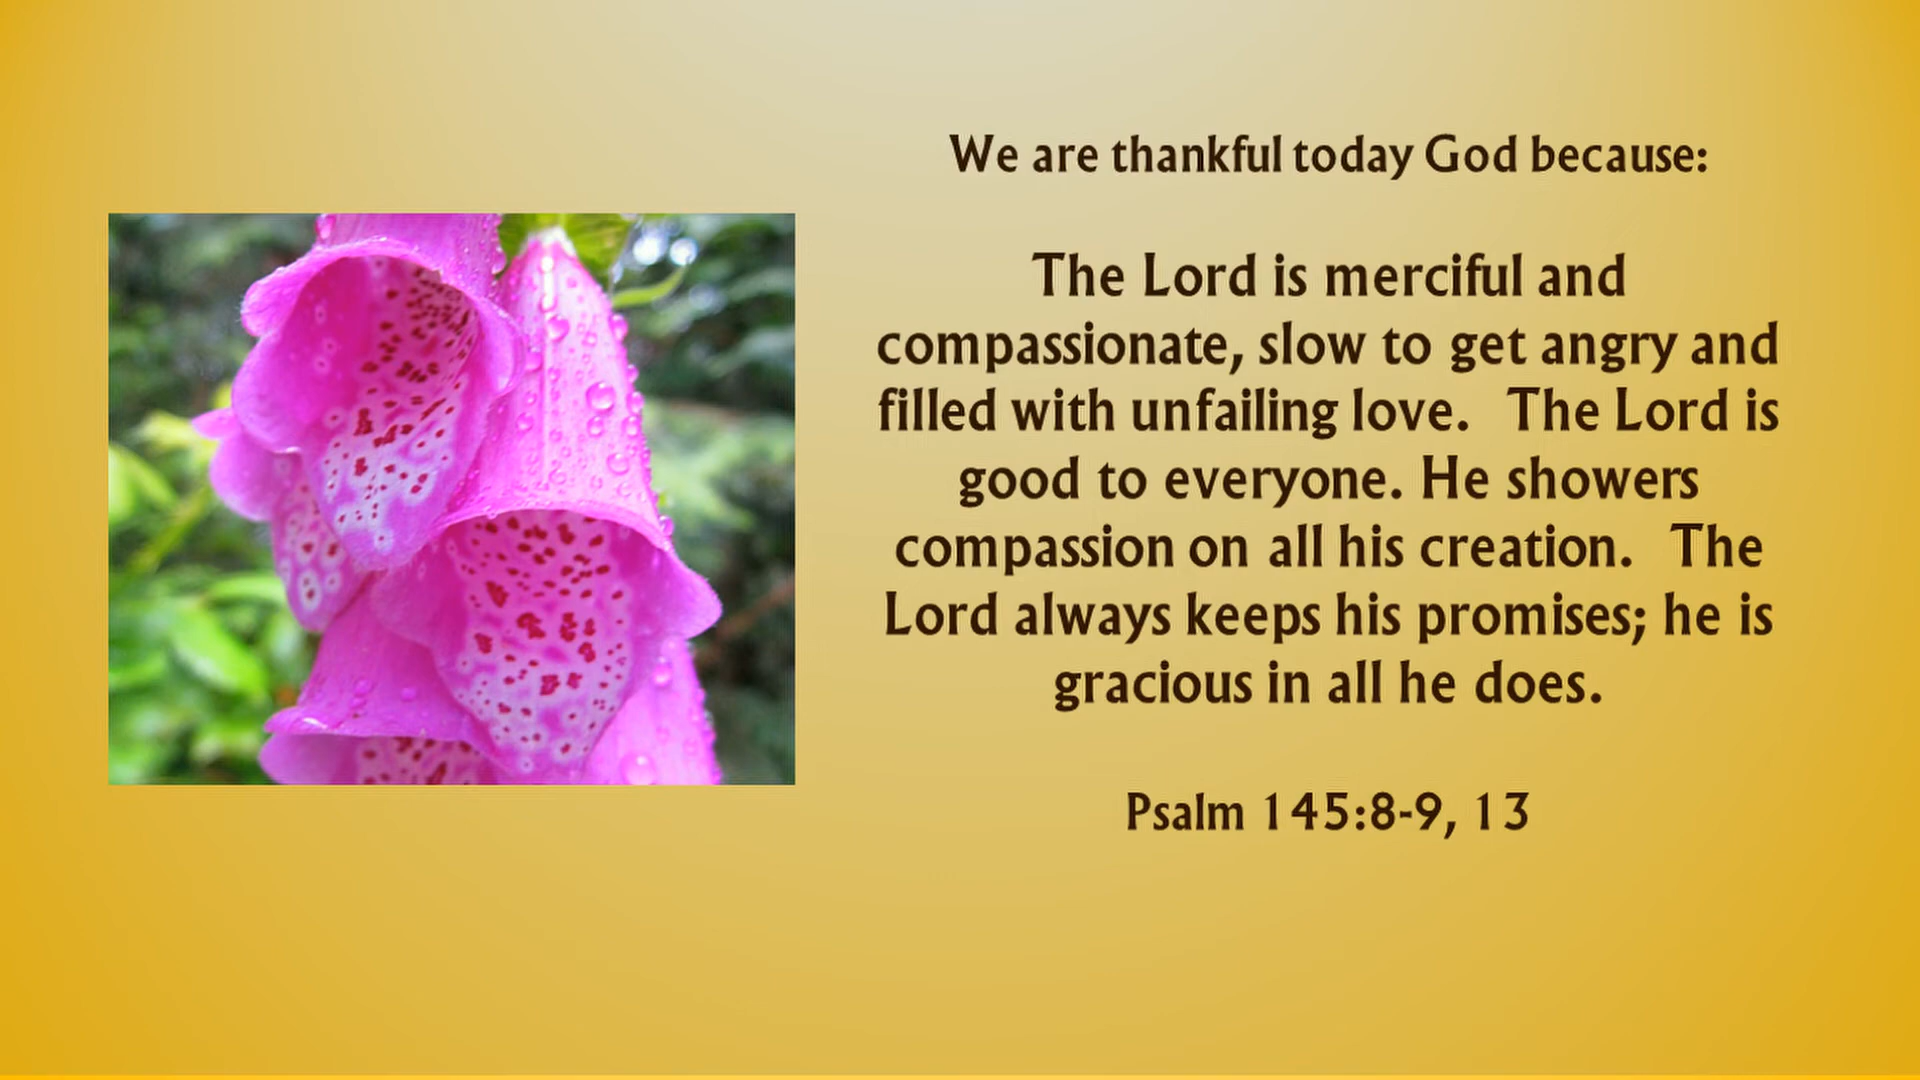 We are thankful today God because:
The Lord is merciful and
compassionate, slow to get angry and
filled with unfailing love.   The Lord is
good to everyone. He showers
compassion on all his creation.   The
Lord always keeps his promises; he is
gracious in all he does.
Psalm 145:8-9, 13